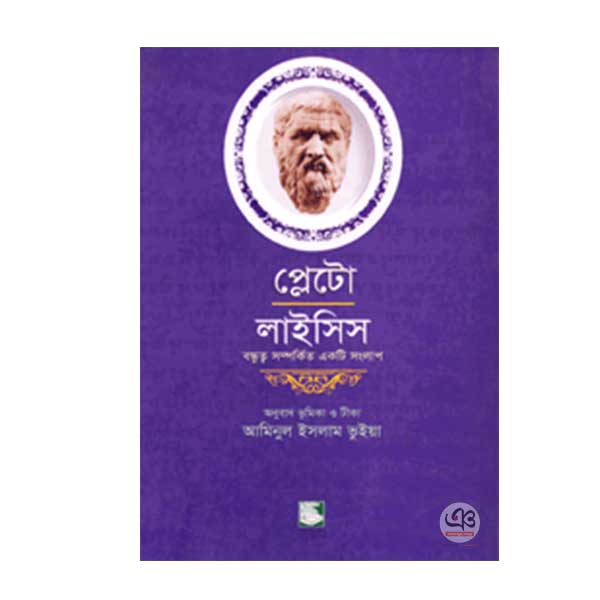 প্লেটো
লাইসিস
বন্ধুত্ব সম্পর্কিত একটি সংলাপ
অনুবাদ ভূমিকা ও টীকা
আমিনুল ইসলাম ভুইয়া